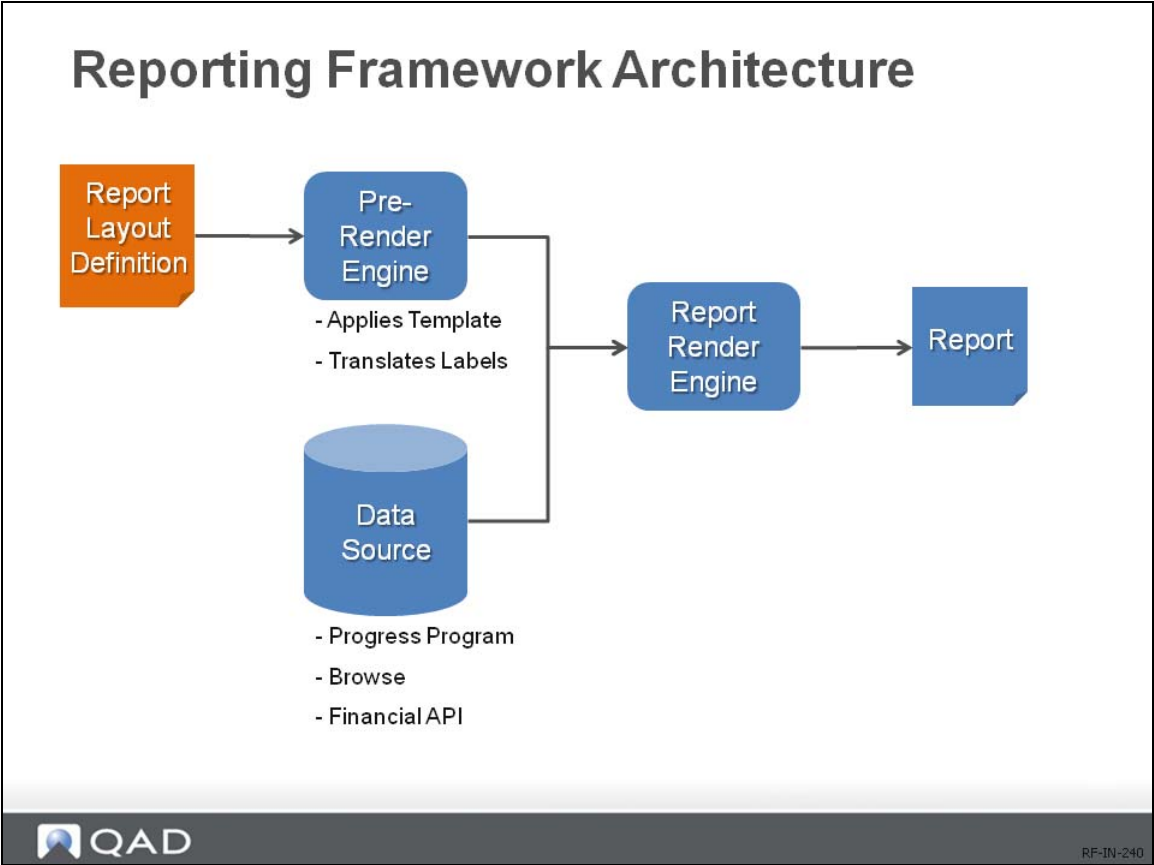 Reporting Framework Architecture
Report
Layout
Definition
Pre-
Render
Engine
- Applies Template
- Translates Labels
Data
Source
- Progress Program
- Browse
- Financial API
Report
Render
Engine
Report
QAD
RF-IN-240